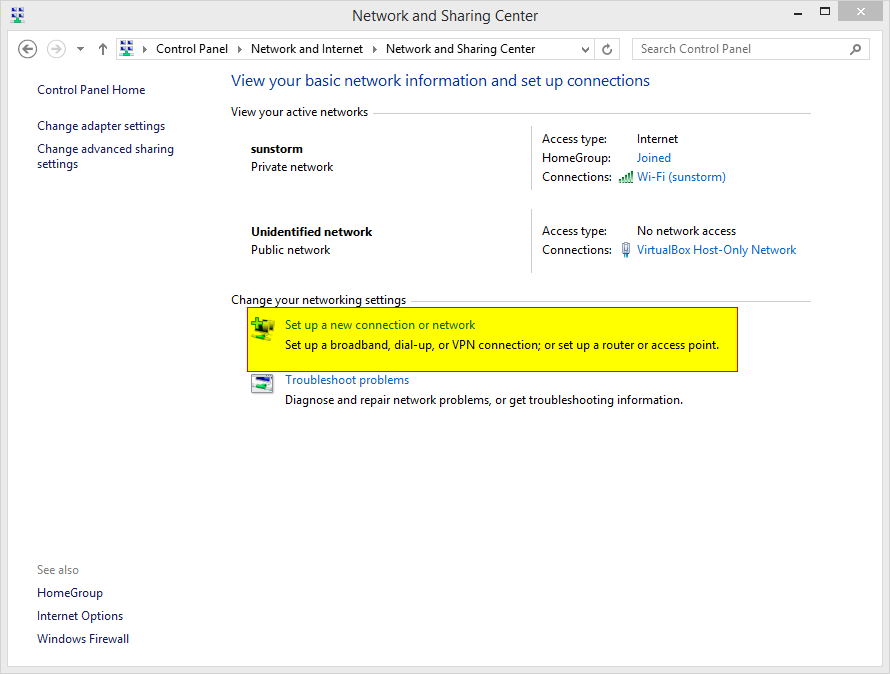 Network and Sharing Center
Control Panel Network and Internet Network and Sharing Center
Search Control Panel
Control Panel Home
Change adapter settings
Change advanced sharing
settings
View your basic network information and set up connections
View your active networks
sunstorm
Private network
Access type: Internet
HomeGroup: Joined
Connections: Wi-Fi (sunstorm)
Unidentified network
Public network
Access type: No network access
Connections: VirtualBox Host-Only Network
Change your networking settings
Set up a new connection or network
Set up a broadband, dial-up, or VPN connection; or set up a router or access point.
Troubleshoot problems
Diagnose and repair network problems, or get troubleshooting information.
See also
HomeGroup
Internet Options
Windows Firewall